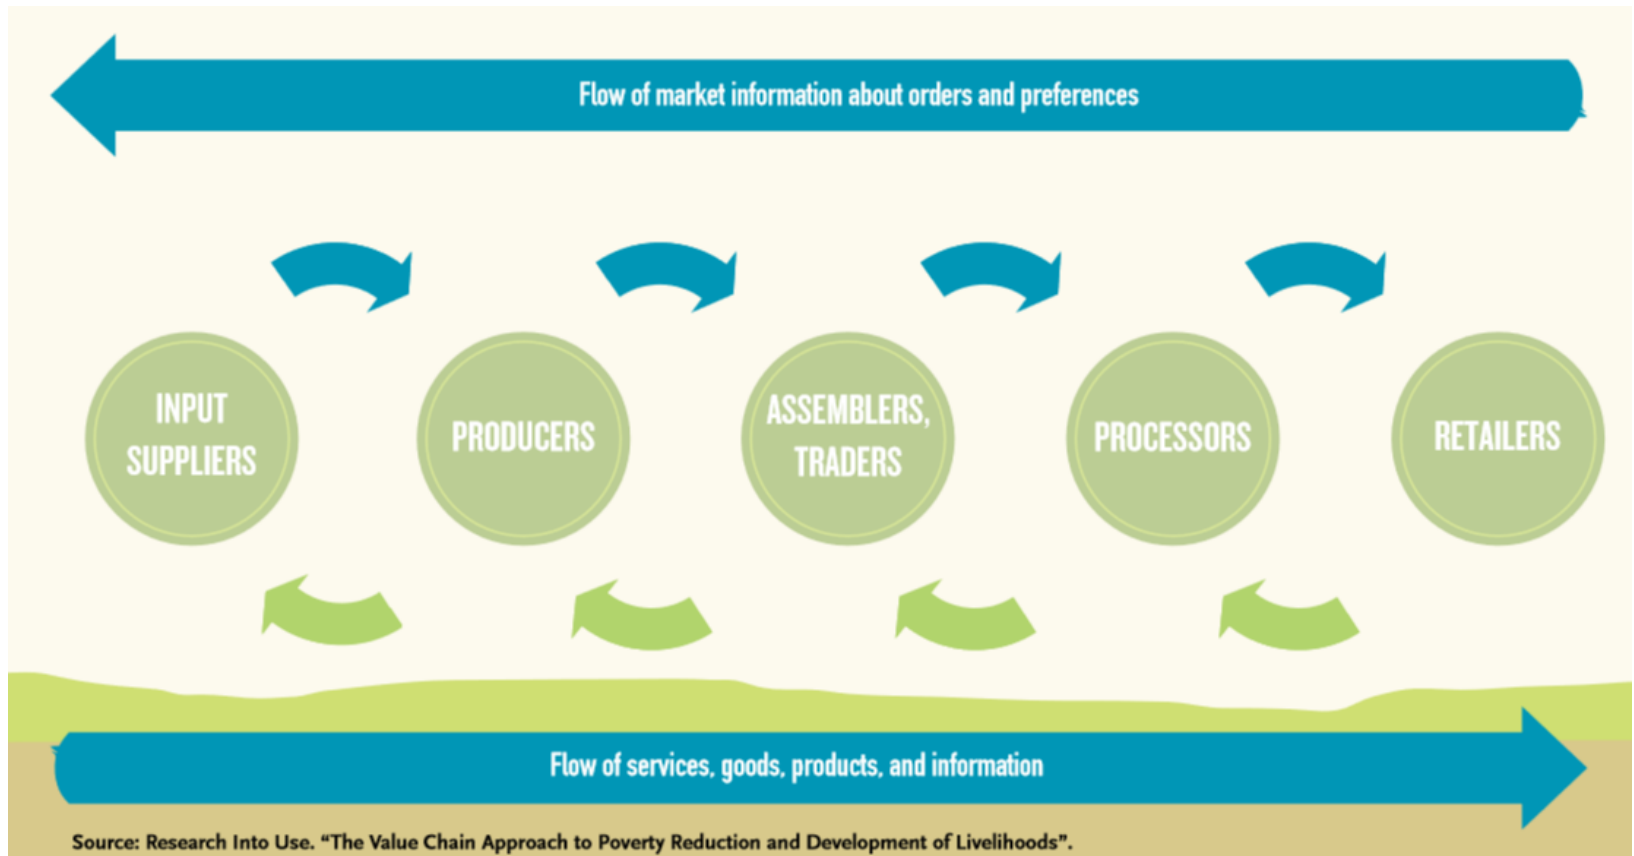 Flow of market information about orders and preferences
INPUT
SUPPLIERS
PRODUCERS
ASSEMBLERS,
TRADERS
PROCESSORS
RETAILERS
Flow of services, goods, products, and information
Source: Research Into Use. “The Value Chain Approach to Poverty Reduction and Development of Livelihoods”.